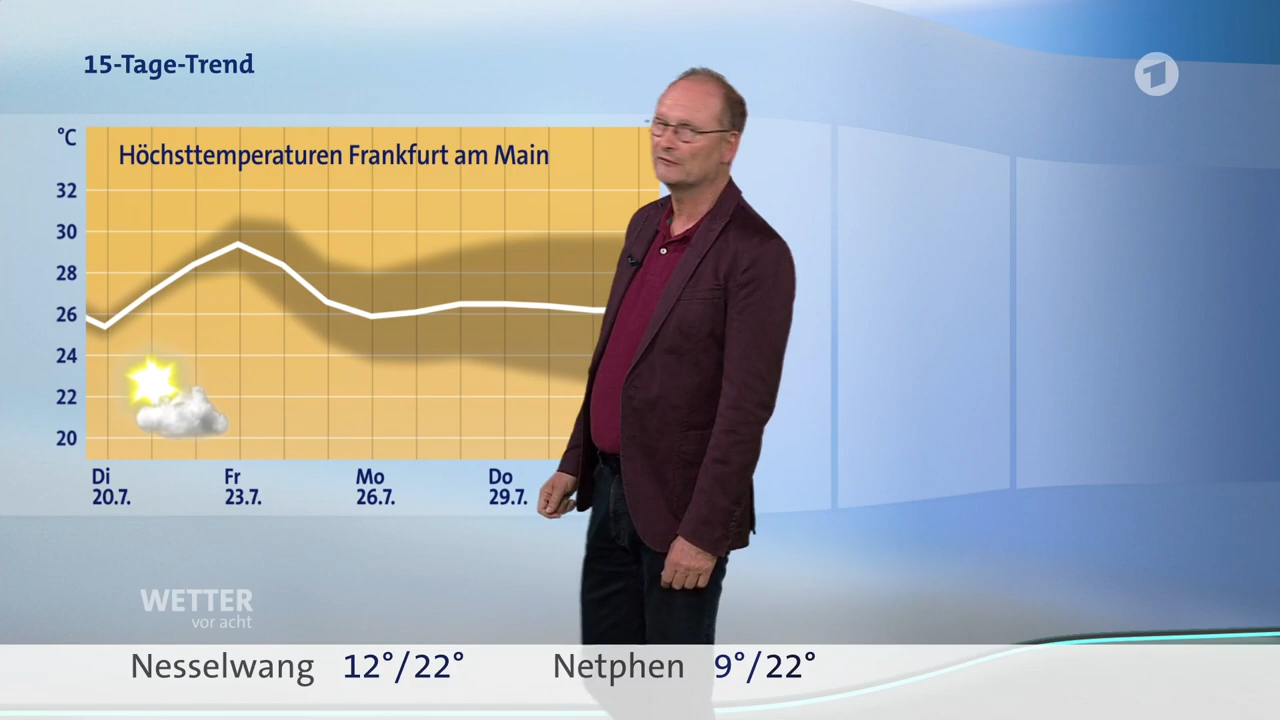 15-Tage-Trend
1
°C
Höchsttemperaturen Frankfurt am Main
32
30
28
26
24
22
20
Di Fr Mo Do
20.7. 23.7. 26.7. 29.7.
WETTER
vor acht
Nesselwang 12°/22° Netphen 9°/22°